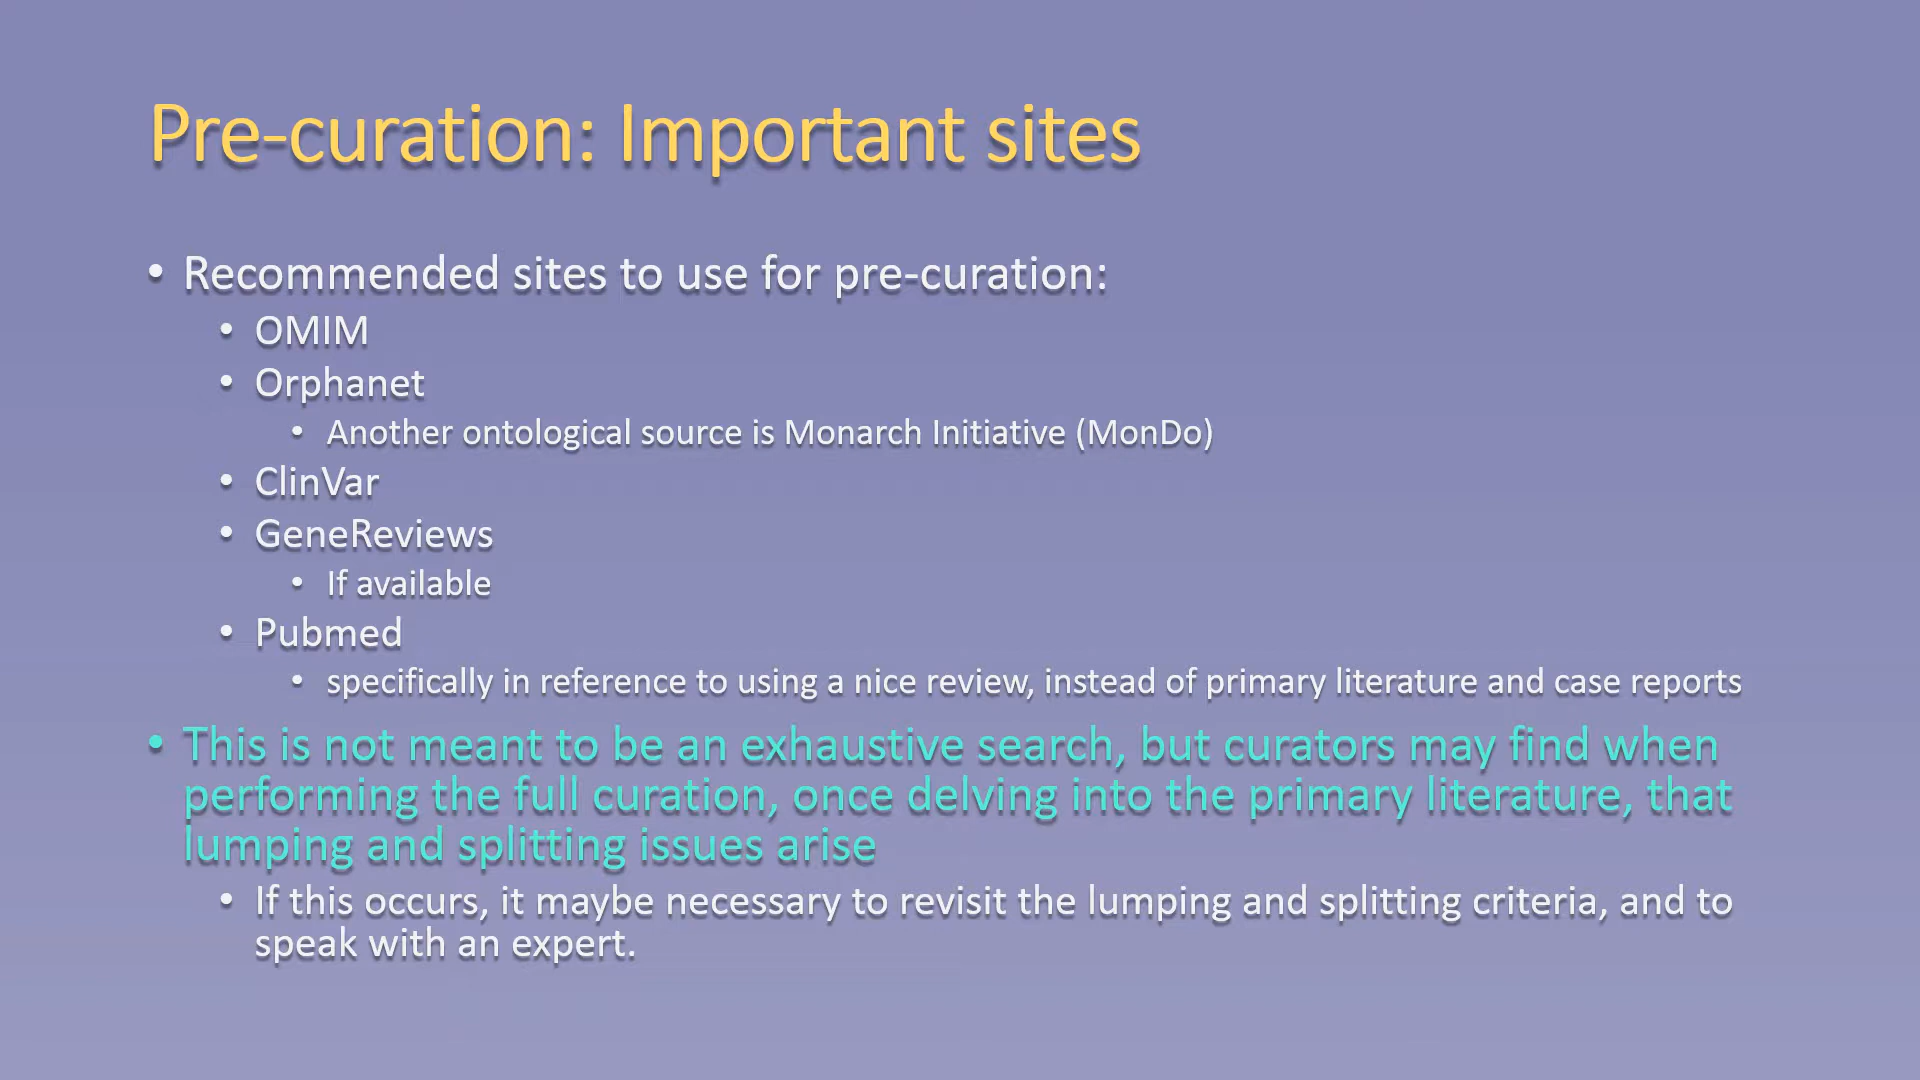 Pre-curation: Important sites
• Recommended sites to use for pre-curation:
• OMIM
• Orphanet
• Another ontological source is Monarch Initiative (MonDo)
• ClinVar
• GeneReviews
• If available
• Pubmed
• specifically in reference to using a nice review, instead of primary literature and case reports
• This is not meant to be an exhaustive search, but curators may find when
performing the full curation, once delving into the primary literature, that
lumping and splitting issues arise
• If this occurs, it maybe necessary to revisit the lumping and splitting criteria, and to
speak with an expert.